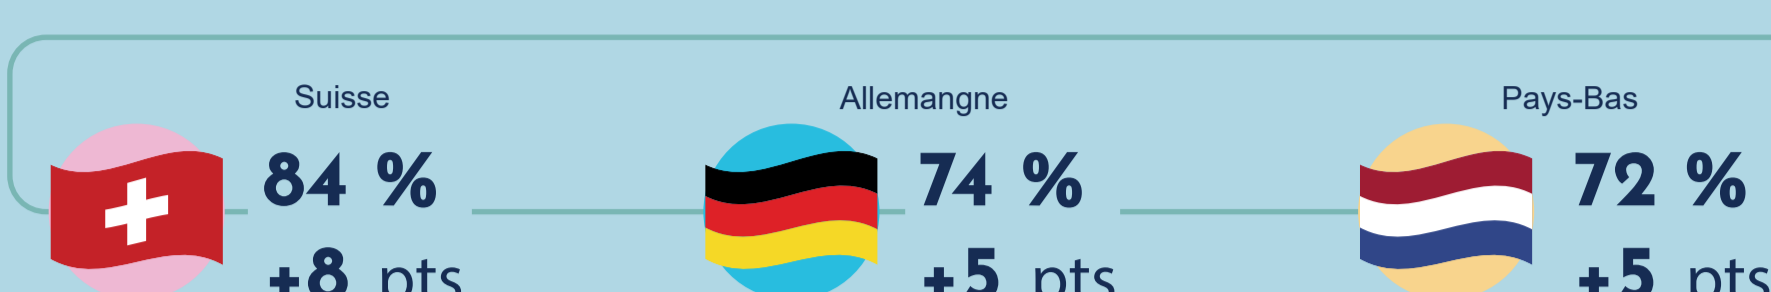 Suisse
84 %
+8 pts
Allemangne
74 %
+5 pts
Pays-Bas
72 %
+5 pts